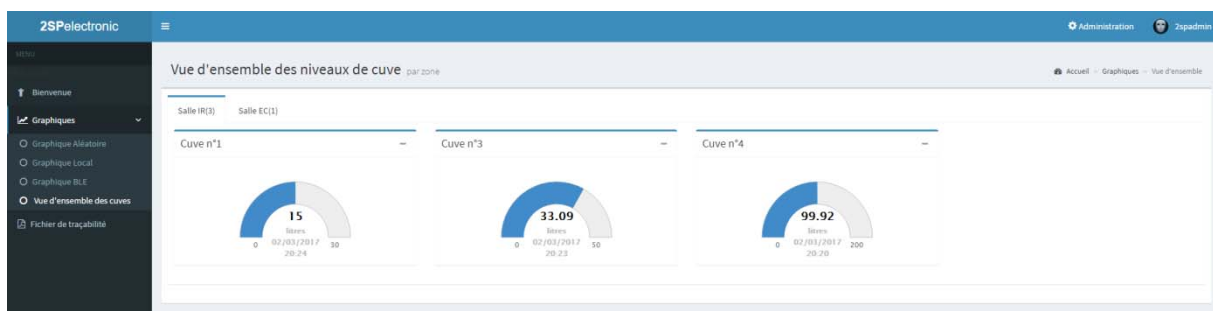 2SPelectronic
Administration
2spadmin
MENU
Bienvenue
Graphiques
Graphique Aléatoire
Graphique Local
Graphique BLE
Vue d'ensemble des cuves
Fichier de traçabilité
Vue d'ensemble des niveaux de cuve par zone
Accueil > Graphiques > Vue d'ensemble
Salle IR(3) Salle EC(1)
Cuve n°1
15
litres
02/03/2017
20:24
0 30
Cuve n°3
33.09
litres
02/03/2017
20:23
0 50
Cuve n°4
99.92
litres
02/03/2017
20:20
0 200